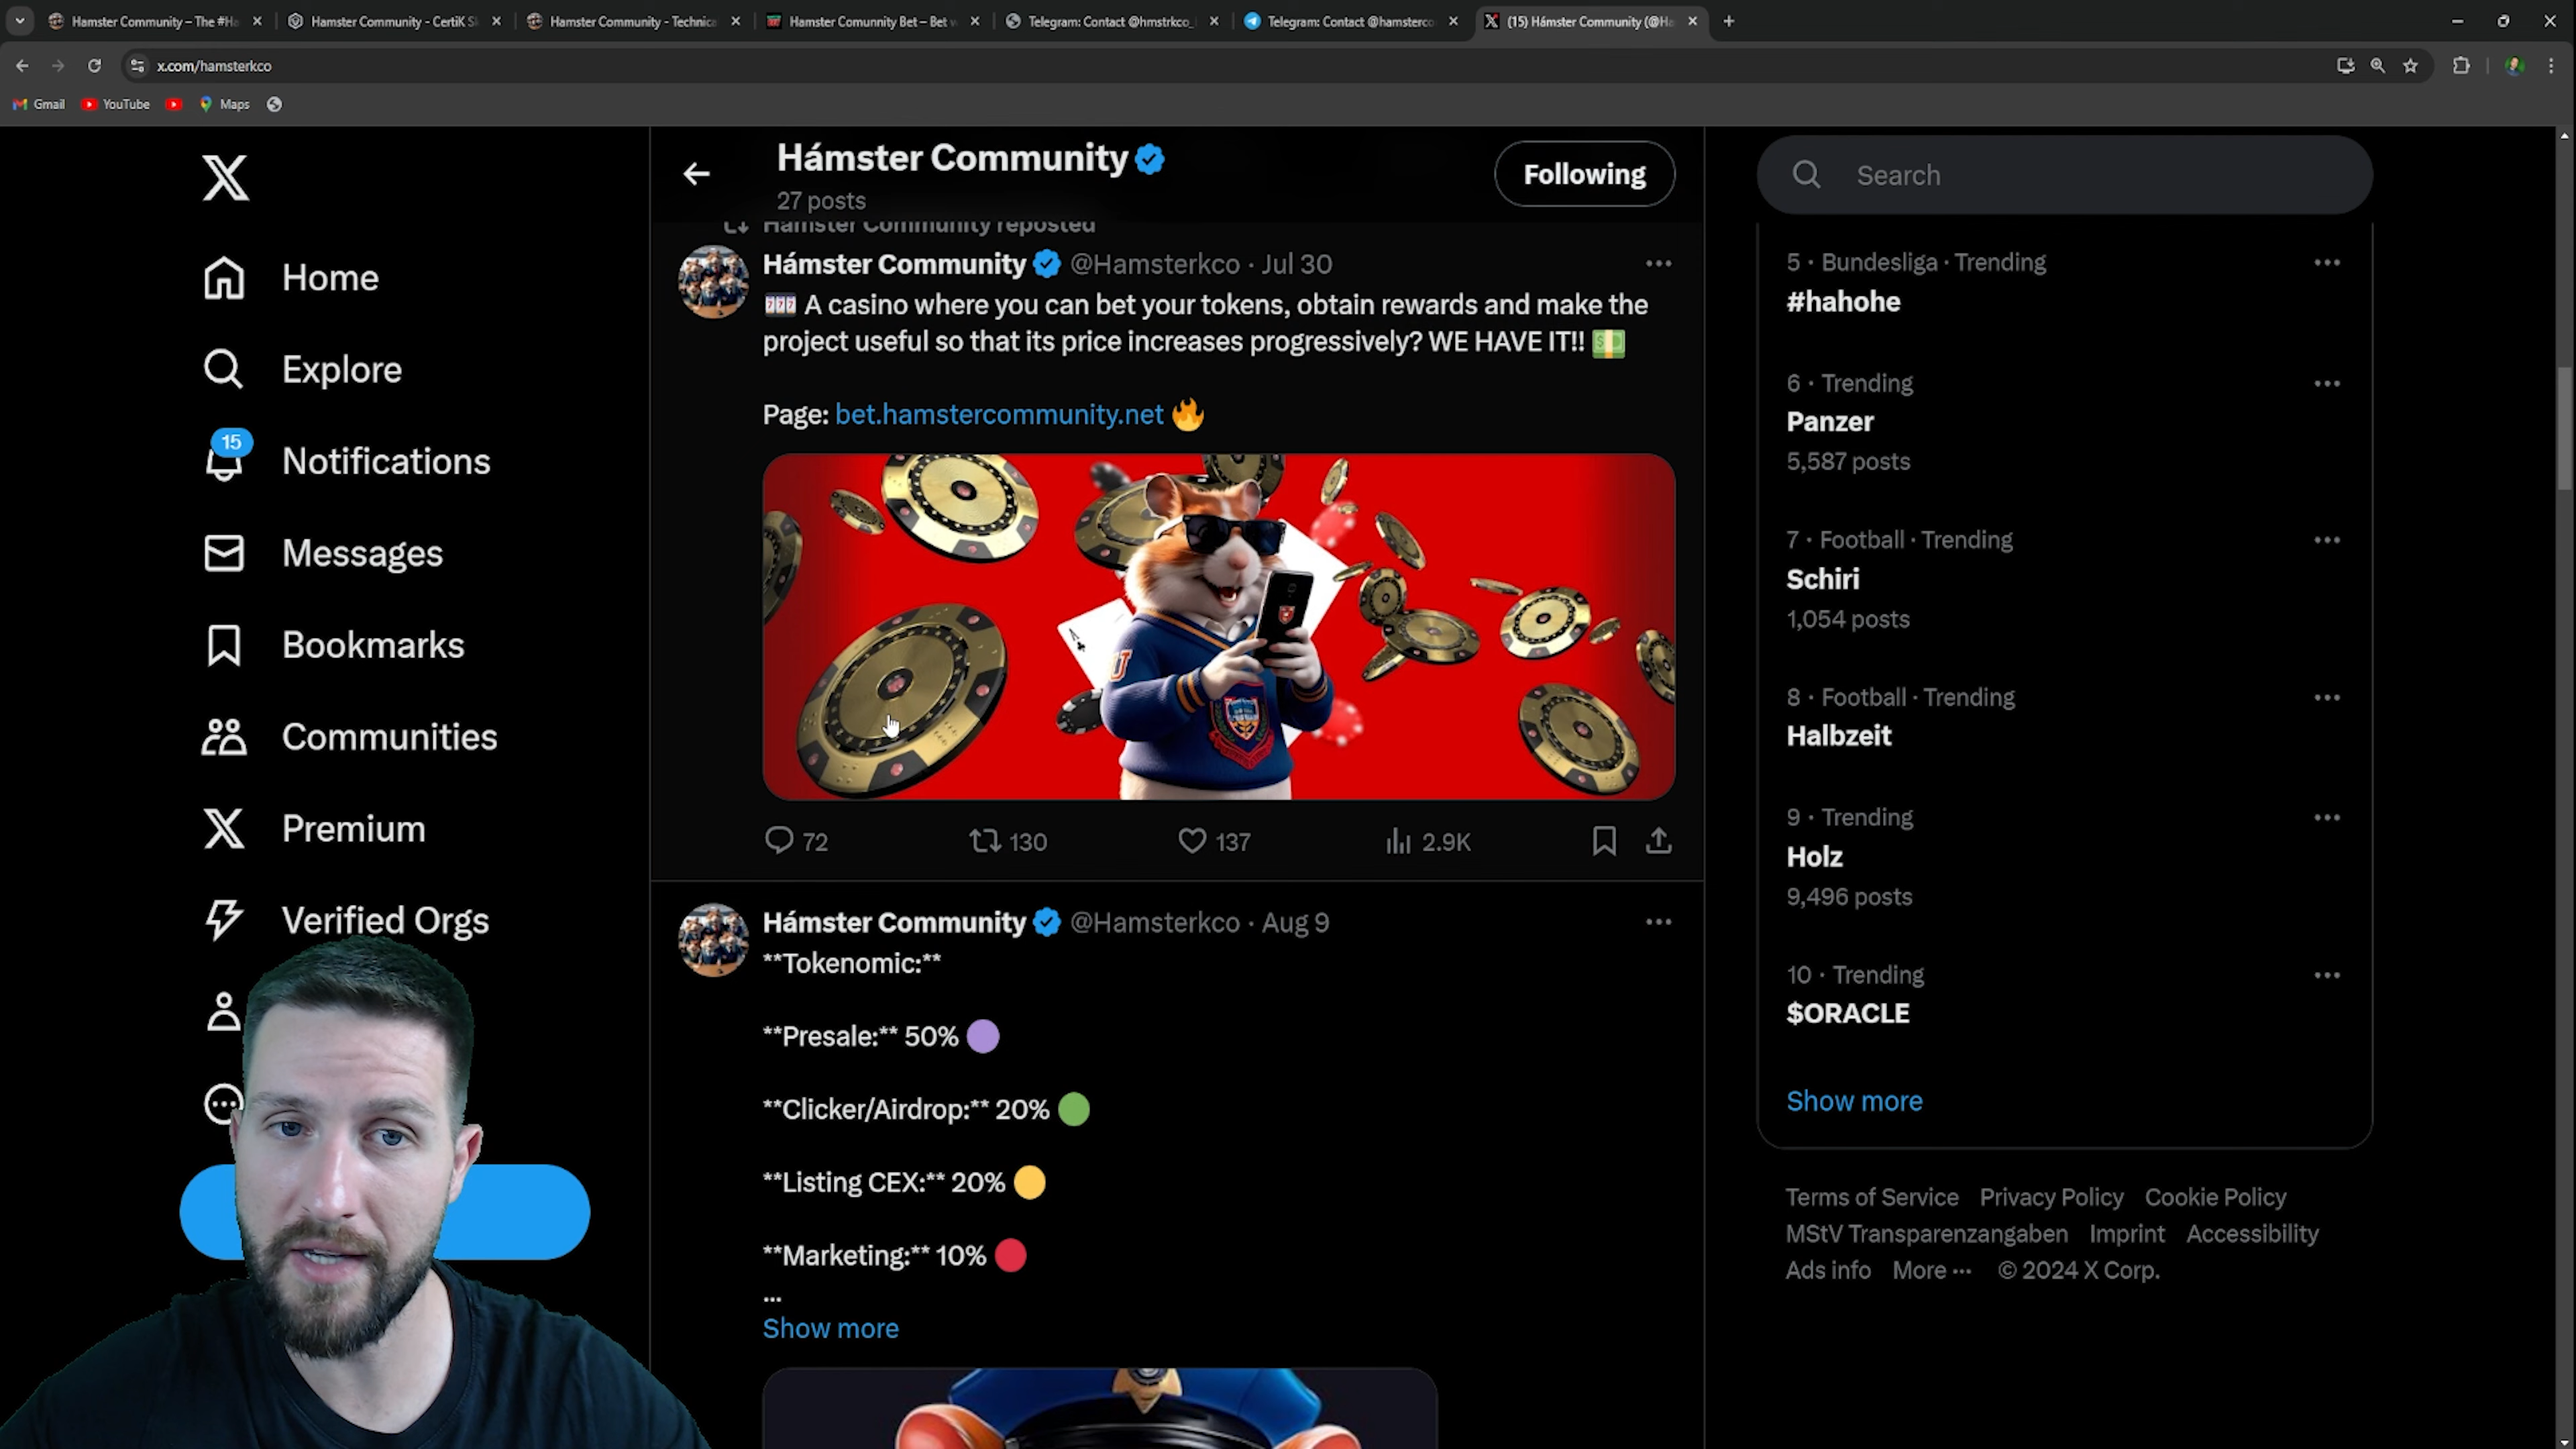 Hamster Community – The #Ha
Hamster Community - CertiK Sk
Hamster Community - Technica
Hamster Comunnity Bet – Bet w
Telegram: Contact @hmstrkco_
Telegram: Contact @hamsterco
(15) Hámster Community (@Ha
x.com/hamsterkco
Gmail
YouTube
Maps
Home
Explore
15
Notifications
Messages
Bookmarks
Communities
Premium
Verified Orgs
Hámster Community
27 posts
Following
Hámster Community reposted
Hámster Community @Hamsterkco · Jul 30
🎰 A casino where you can bet your tokens, obtain rewards and make the
project useful so that its price increases progressively? WE HAVE IT!! 💵
Page: bet.hamstercommunity.net 🔥
72
130
137
2.9K
Hámster Community @Hamsterkco · Aug 9
**Tokenomic:**
**Presale:** 50% 🟣
**Clicker/Airdrop:** 20% 🟢
**Listing CEX:** 20% 🟡
**Marketing:** 10% 🔴
...
Show more
Search
5 · Bundesliga · Trending
#hahohe
6 · Trending
Panzer
5,587 posts
7 · Football · Trending
Schiri
1,054 posts
8 · Football · Trending
Halbzeit
9 · Trending
Holz
9,496 posts
10 · Trending
$ORACLE
Show more
Terms of Service Privacy Policy Cookie Policy
MStV Transparenzangaben Imprint Accessibility
Ads info More ··· © 2024 X Corp.